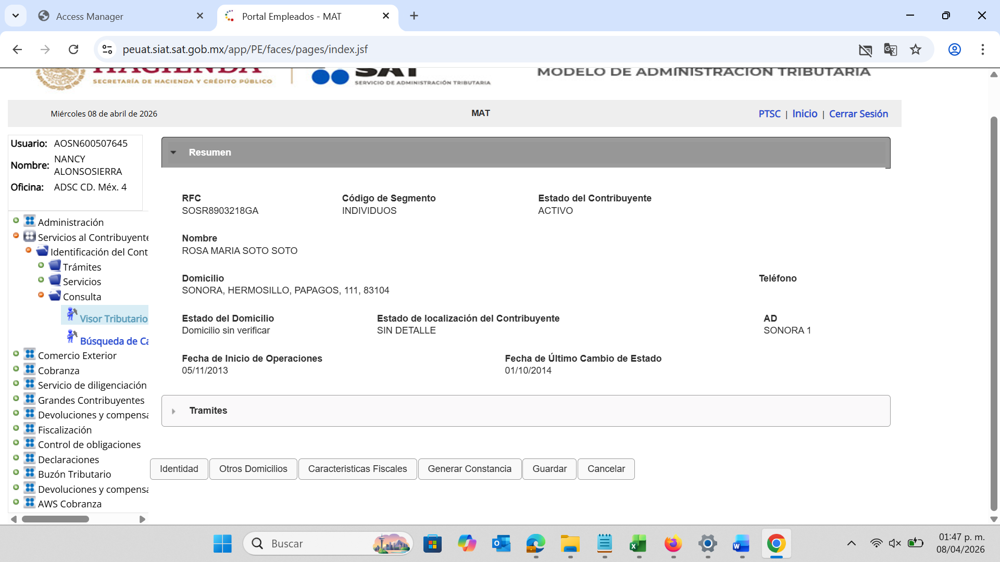 Access Manager
Portal Empleados - MAT
peuat.siat.sat.gob.mx/app/PE/faces/pages/index.jsf
HACIENDA
SECRETARÍA DE HACIENDA Y CRÉDITO PÚBLICO
SAT
SERVICIO DE ADMINISTRACIÓN TRIBUTARIA
MODELO DE ADMINISTRACIÓN TRIBUTARIA
Miércoles 08 de abril de 2026
MAT
PTSC | Inicio | Cerrar Sesión
Usuario: AOSN600507645
Nombre: NANCY ALONSOSIERRA
Oficina: ADSC CD. Méx. 4
Administración
Servicios al Contribuyente
Identificación del Cont
Trámites
Servicios
Consulta
Visor Tributario
Búsqueda de Ca
Comercio Exterior
Cobranza
Servicio de diligenciación
Grandes Contribuyentes
Devoluciones y compensa
Fiscalización
Control de obligaciones
Declaraciones
Buzón Tributario
Devoluciones y compensa
AWS Cobranza
Resumen
RFC
SOSR8903218GA
Código de Segmento
INDIVIDUOS
Estado del Contribuyente
ACTIVO
Nombre
ROSA MARIA SOTO SOTO
Domicilio
SONORA, HERMOSILLO, PAPAGOS, 111, 83104
Teléfono
Estado del Domicilio
Domicilio sin verificar
Estado de localización del Contribuyente
SIN DETALLE
AD
SONORA 1
Fecha de Inicio de Operaciones
05/11/2013
Fecha de Último Cambio de Estado
01/10/2014
Tramites
Identidad
Otros Domicilios
Caracteristicas Fiscales
Generar Constancia
Guardar
Cancelar
Buscar
01:47 p. m.
08/04/2026